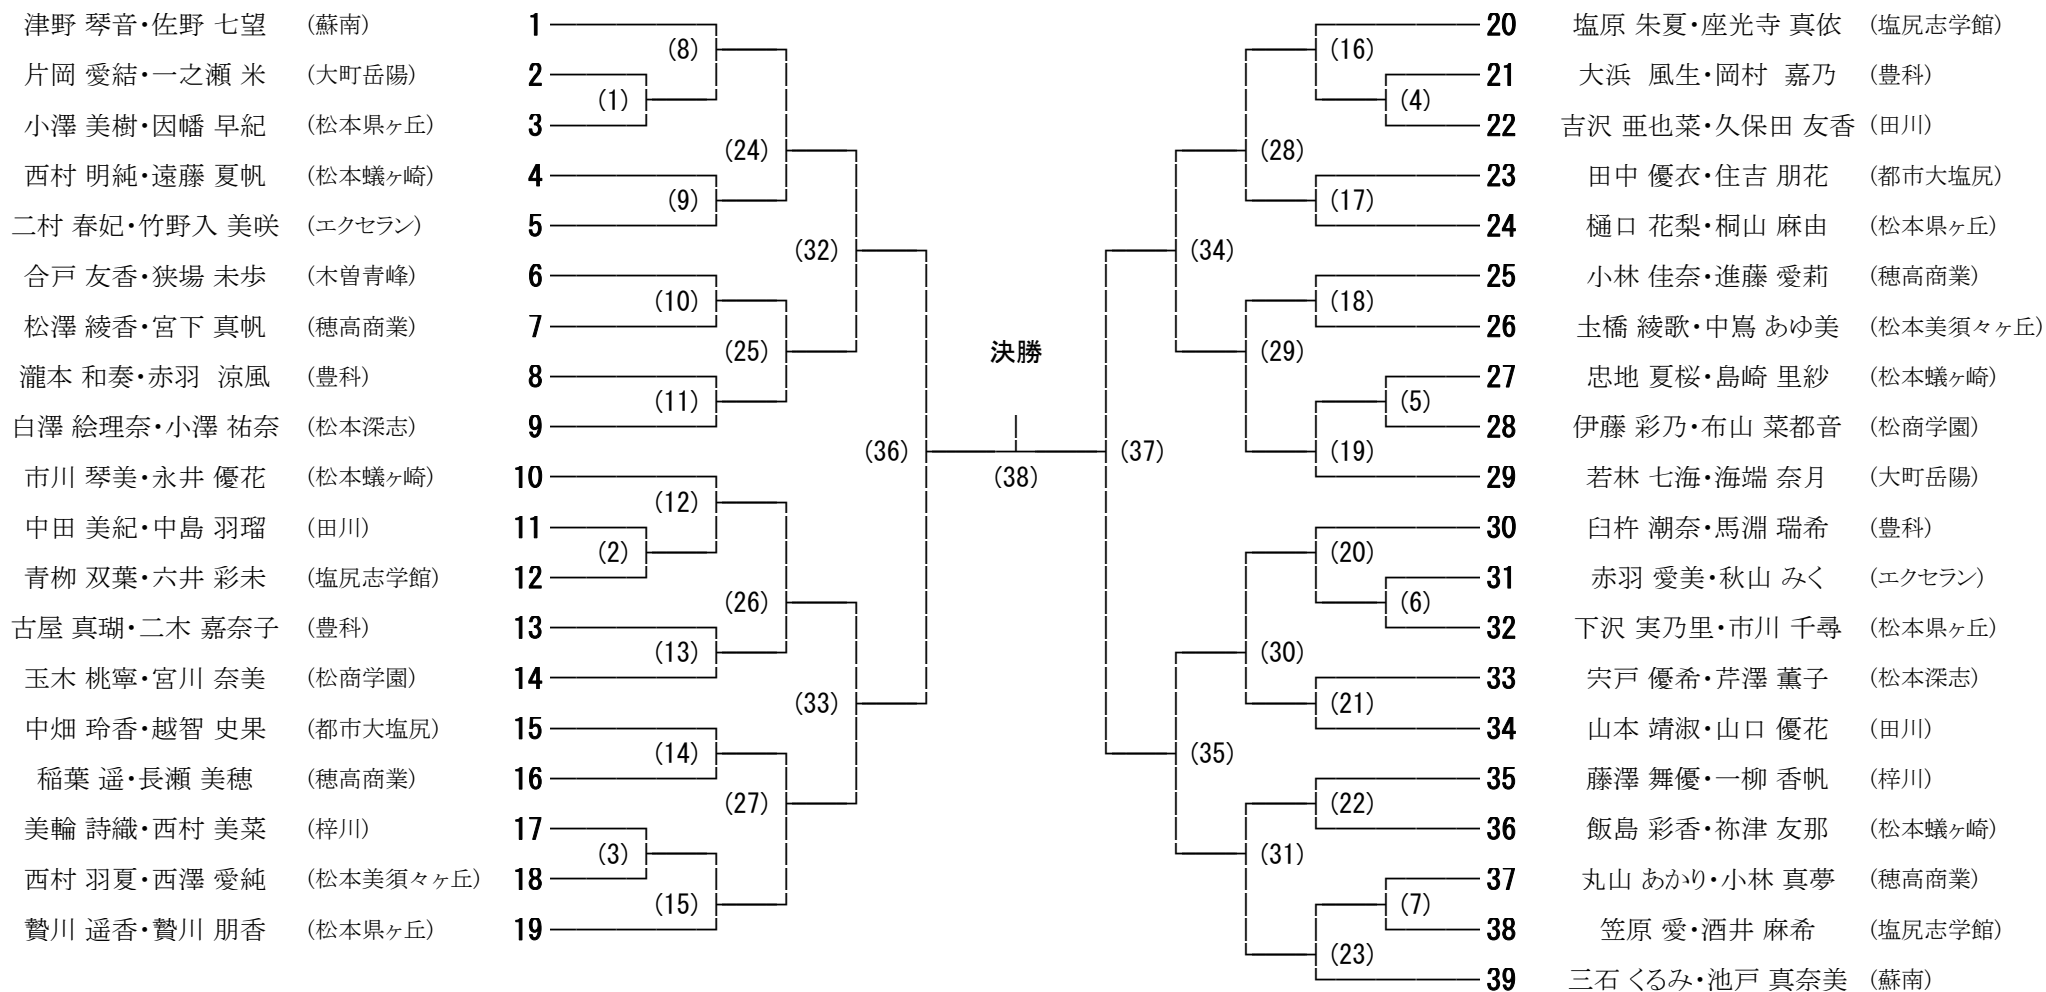 津野 琴音・佐野 七望 (蘇南) 1
(8)
片岡 愛結・一之瀬 米 (大町岳陽) 2
(1)
小澤 美樹・因幡 早紀 (松本県ヶ丘) 3
(24)
西村 明純・遠藤 夏帆 (松本蟻ヶ崎) 4
(9)
二村 春妃・竹野入 美咲 (エクセラン) 5
(32)
合戸 友香・狭場 未歩 (木曽青峰) 6
(10)
松澤 綾香・宮下 真帆 (穂高商業) 7
(25)
瀧本 和奏・赤羽 涼風 (豊科) 8
(11)
白澤 絵理奈・小澤 祐奈 (松本深志) 9
(36)
市川 琴美・永井 優花 (松本蟻ヶ崎) 10
(12)
中田 美紀・中島 羽瑠 (田川) 11
(2)
青栁 双葉・六井 彩未 (塩尻志学館) 12
(26)
古屋 真瑚・二木 嘉奈子 (豊科) 13
(13)
玉木 桃寧・宮川 奈美 (松商学園) 14
(33)
中畑 玲香・越智 史果 (都市大塩尻) 15
(14)
稲葉 遥・長瀬 美穂 (穂高商業) 16
(27)
美輪 詩織・西村 美菜 (梓川) 17
(3)
西村 羽夏・西澤 愛純 (松本美須々ヶ丘) 18
(15)
贄川 遥香・贄川 朋香 (松本県ヶ丘) 19
決勝
(38)
20 塩原 朱夏・座光寺 真依 (塩尻志学館)
(16)
21 大浜 風生・岡村 嘉乃 (豊科)
(4)
22 吉沢 亜也菜・久保田 友香 (田川)
(28)
23 田中 優衣・住吉 朋花 (都市大塩尻)
(17)
24 樋口 花梨・桐山 麻由 (松本県ヶ丘)
(34)
25 小林 佳奈・進藤 愛莉 (穂高商業)
(18)
26 圡橋 綾歌・中嶌 あゆ美 (松本美須々ヶ丘)
(29)
27 忠地 夏桜・島崎 里紗 (松本蟻ヶ崎)
(5)
28 伊藤 彩乃・布山 菜都音 (松商学園)
(37)
(19)
29 若林 七海・海端 奈月 (大町岳陽)
30 臼杵 潮奈・馬淵 瑞希 (豊科)
(20)
31 赤羽 愛美・秋山 みく (エクセラン)
(6)
32 下沢 実乃里・市川 千尋 (松本県ヶ丘)
(30)
33 宍戸 優希・芹澤 薫子 (松本深志)
(21)
34 山本 靖淑・山口 優花 (田川)
(35)
35 藤澤 舞優・一柳 香帆 (梓川)
(22)
36 飯島 彩香・祢津 友那 (松本蟻ヶ崎)
(31)
37 丸山 あかり・小林 真夢 (穂高商業)
(7)
38 笠原 愛・酒井 麻希 (塩尻志学館)
(23)
39 三石 くるみ・池戸 真奈美 (蘇南)